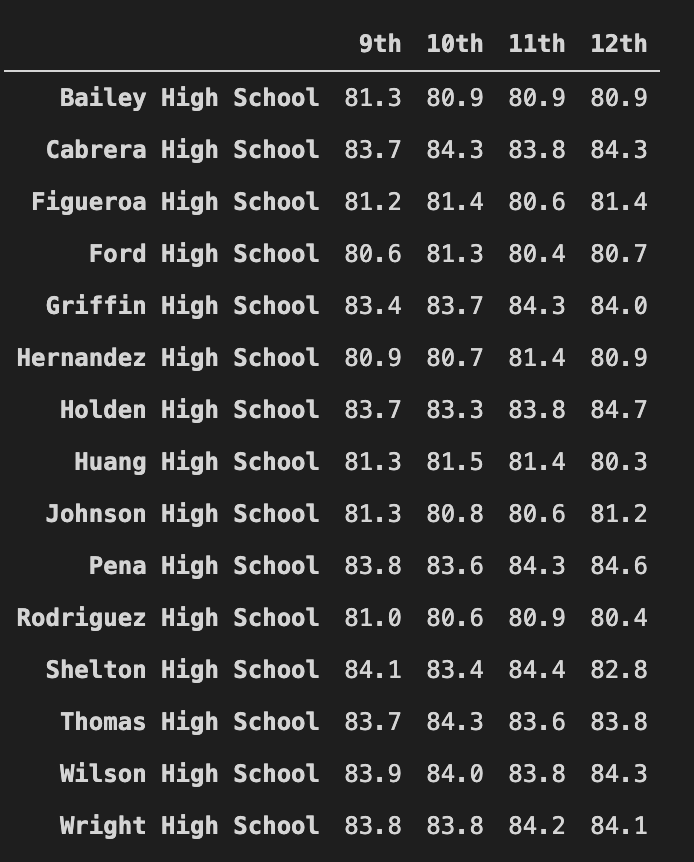 9th 10th 11th 12th
Bailey High School 81.3 80.9 80.9 80.9
Cabrera High School 83.7 84.3 83.8 84.3
Figueroa High School 81.2 81.4 80.6 81.4
Ford High School 80.6 81.3 80.4 80.7
Griffin High School 83.4 83.7 84.3 84.0
Hernandez High School 80.9 80.7 81.4 80.9
Holden High School 83.7 83.3 83.8 84.7
Huang High School 81.3 81.5 81.4 80.3
Johnson High School 81.3 80.8 80.6 81.2
Pena High School 83.8 83.6 84.3 84.6
Rodriguez High School 81.0 80.6 80.9 80.4
Shelton High School 84.1 83.4 84.4 82.8
Thomas High School 83.7 84.3 83.6 83.8
Wilson High School 83.9 84.0 83.8 84.3
Wright High School 83.8 83.8 84.2 84.1